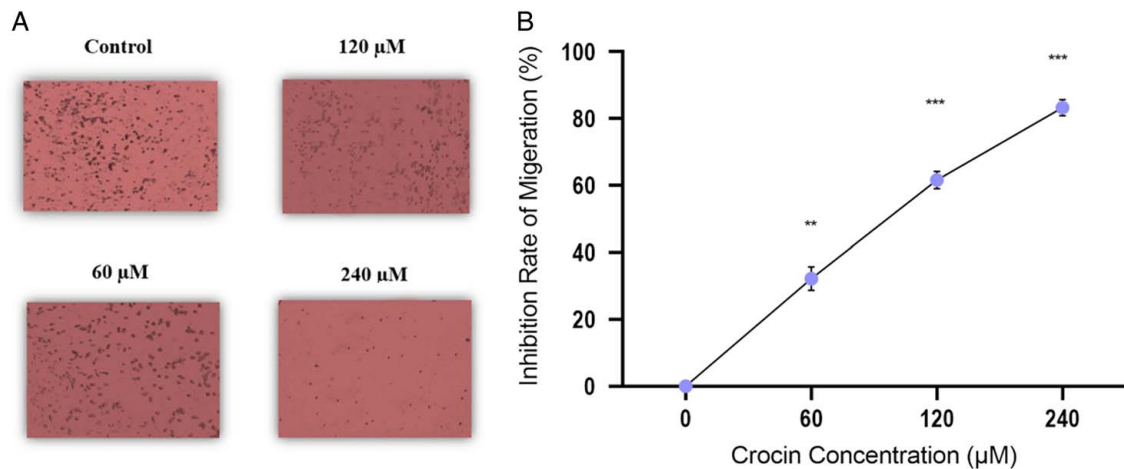 A
Control
120 µM
60 µM
240 µM
B
Inhibition Rate of Migeration (%)
100
80
60
40
20
0
**
***
***
0 60 120 240
Crocin Concentration (µM)